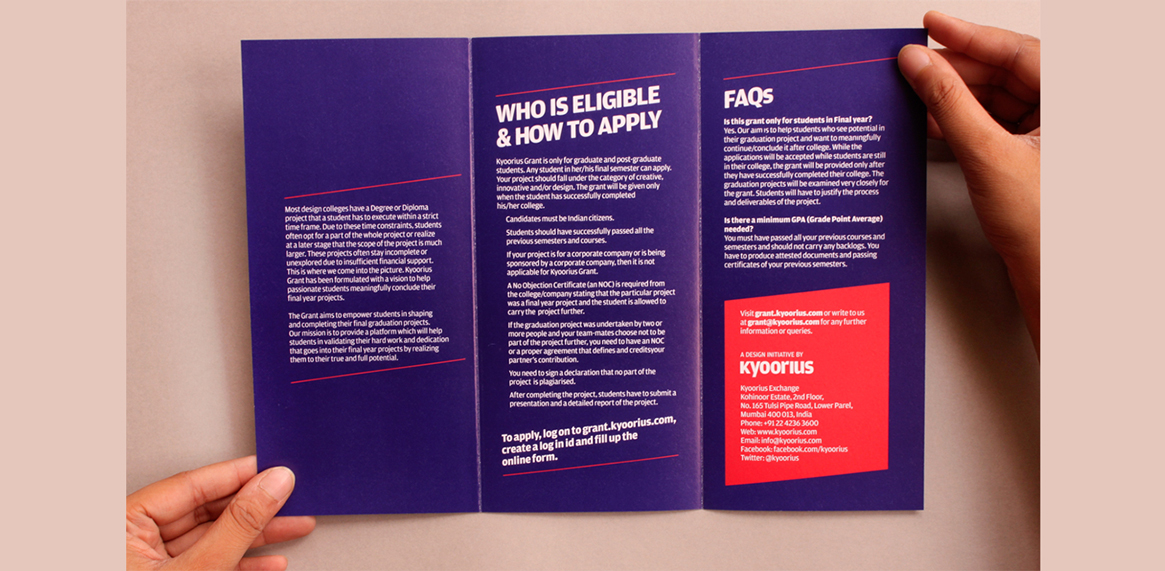 Most design colleges have a Degree or Diploma
project that a student has to execute within a strict
time frame. Due to these time constraints, students
often opt for a part of the whole project or realize
at a later stage that the scope of the project is much
larger. These projects often stay incomplete or
unexplored due to insufficient financial support.
This is where we come into the picture. Kyoorius
Grant has been formulated with a vision to help
passionate students meaningfully conclude their
final year projects.
The Grant aims to empower students in shaping
and completing their final graduation projects.
Our mission is to provide a platform which will help
students in validating their hard work and dedication
that goes into their final year projects by realizing
them to their true and full potential.
WHO IS ELIGIBLE
& HOW TO APPLY
Kyoorius Grant is only for graduate and post-graduate
students. Any student in her/his final semester can apply.
Your project should fall under the category of creative,
innovative and/or design. The grant will be given only
when the student has successfully completed
his/her college.
Candidates must be Indian citizens.
Students should have successfully passed all the
previous semesters and courses.
If your project is for a corporate company or is being
sponsored by a corporate company, then it is not
applicable for Kyoorius Grant.
A No Objection Certificate (an NOC) is required from
the college/company stating that the particular project
was a final year project and the student is allowed to
carry the project further.
If the graduation project was undertaken by two or
more people and your team-mates choose not to be
part of the project further, you need to have an NOC
or a proper agreement that defines and creditsyour
partner's contribution.
You need to sign a declaration that no part of the
project is plagiarised.
After completing the project, students have to submit a
presentation and a detailed report of the project.
To apply, log on to grant.kyoorius.com,
create a log in id and fill up the
online form.
FAQs
Is this grant only for students in Final year?
Yes. Our aim is to help students who see potential in
their graduation project and want to meaningfully
continue/conclude it after college. While the
applications will be accepted while students are still
in their college, the grant will be provided only after
they have successfully completed their college. The
graduation projects will be examined very closely for
the grant. Students will have to justify the process
and deliverables of the project.
Is there a minimum GPA (Grade Point Average)
needed?
You must have passed all your previous courses and
semesters and should not carry any backlogs. You
have to produce attested documents and passing
certificates of your previous semesters.
Visit grant.kyoorius.com or write to us
at grant@kyoorius.com for any further
information or queries.
A DESIGN INITIATIVE BY
kyoorius
Kyoorius Exchange
Kohinoor Estate, 2nd Floor,
No. 165 Tulsi Pipe Road, Lower Parel,
Mumbai 400 013, India
Phone: +91 22 4236 3600
Web: www.kyoorius.com
Email: info@kyoorius.com
Facebook: facebook.com/kyoorius
Twitter: @kyoorius